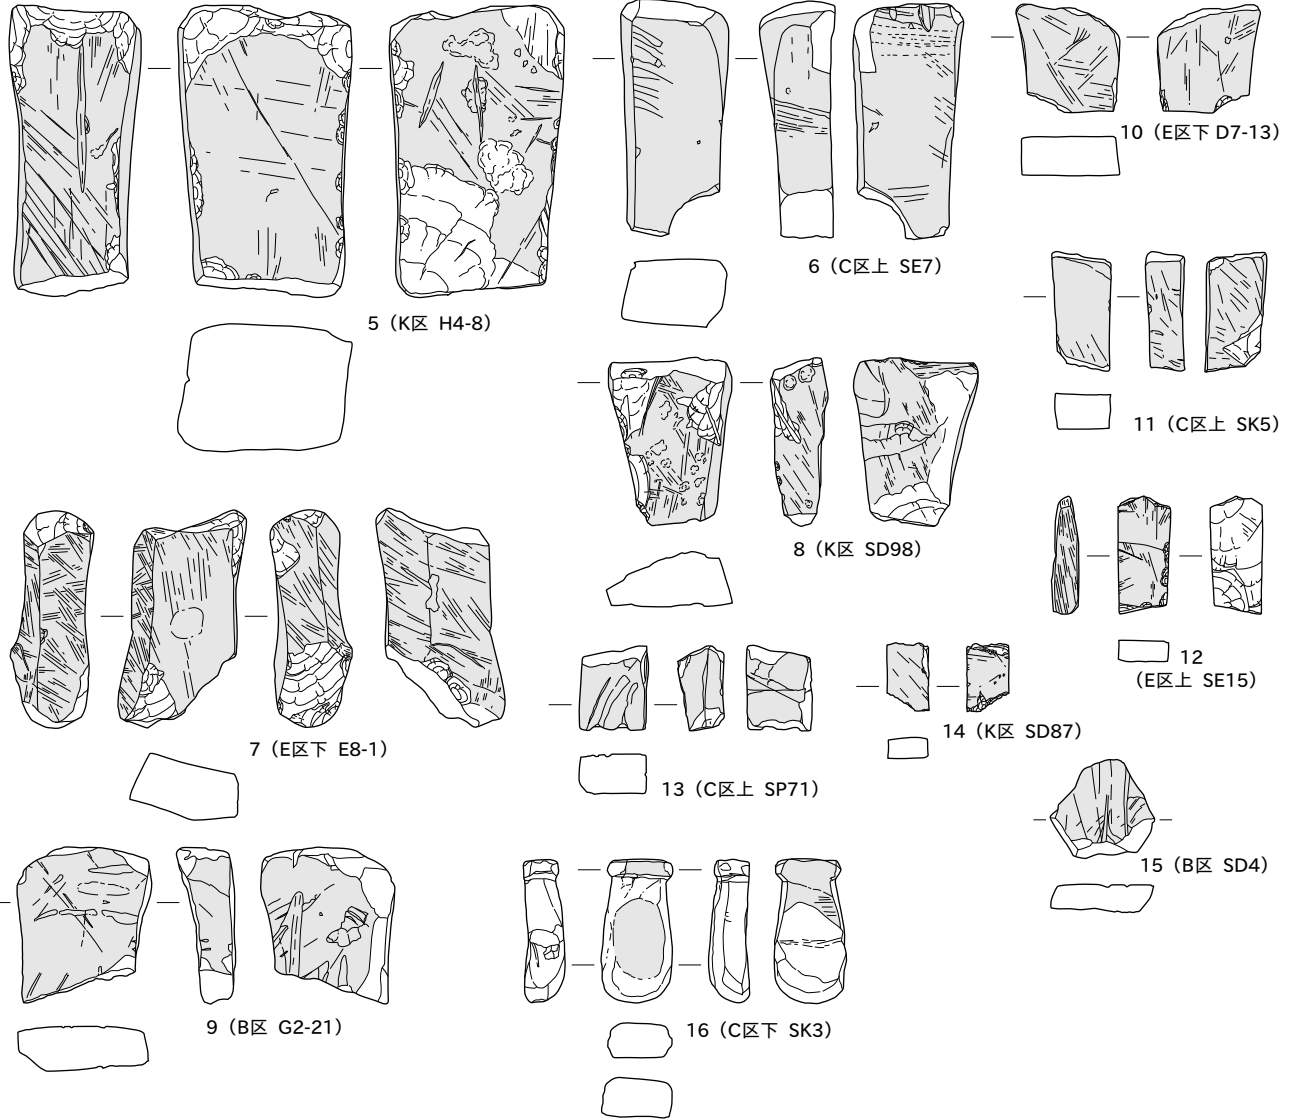 5（K区 H4-8）
6（C区上 SE7）
10（E区下 D7-13）
11（C区上 SK5）
8（K区 SD98）
12
（E区上 SE15）
7（E区下 E8-1）
13（C区上 SP71）
14（K区 SD87）
15（B区 SD4）
9（B区 G2-21）
16（C区下 SK3）